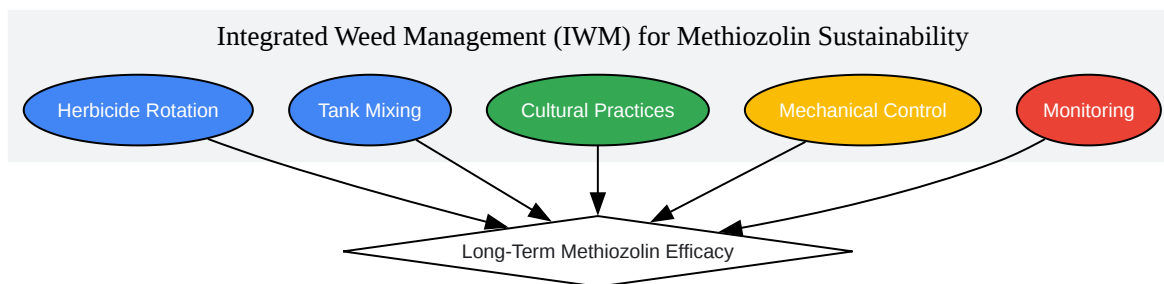 Integrated Weed Management (IWM) for Methiozolin Sustainability
Herbicide Rotation
Tank Mixing
Cultural Practices
Mechanical Control
Monitoring
Long-Term Methiozolin Efficacy